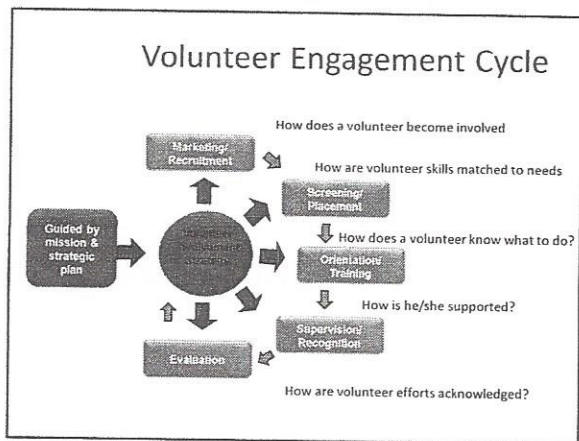 Volunteer Engagement Cycle
How does a volunteer become involved
Marketing/
Recruitment
How are volunteer skills matched to needs
Screening/
Placement
Guided by
mission &
strategic
plan
How does a volunteer know what to do?
Orientation/
Training
How is he/she supported?
Supervision/
Recognition
Evaluation
How are volunteer efforts acknowledged?